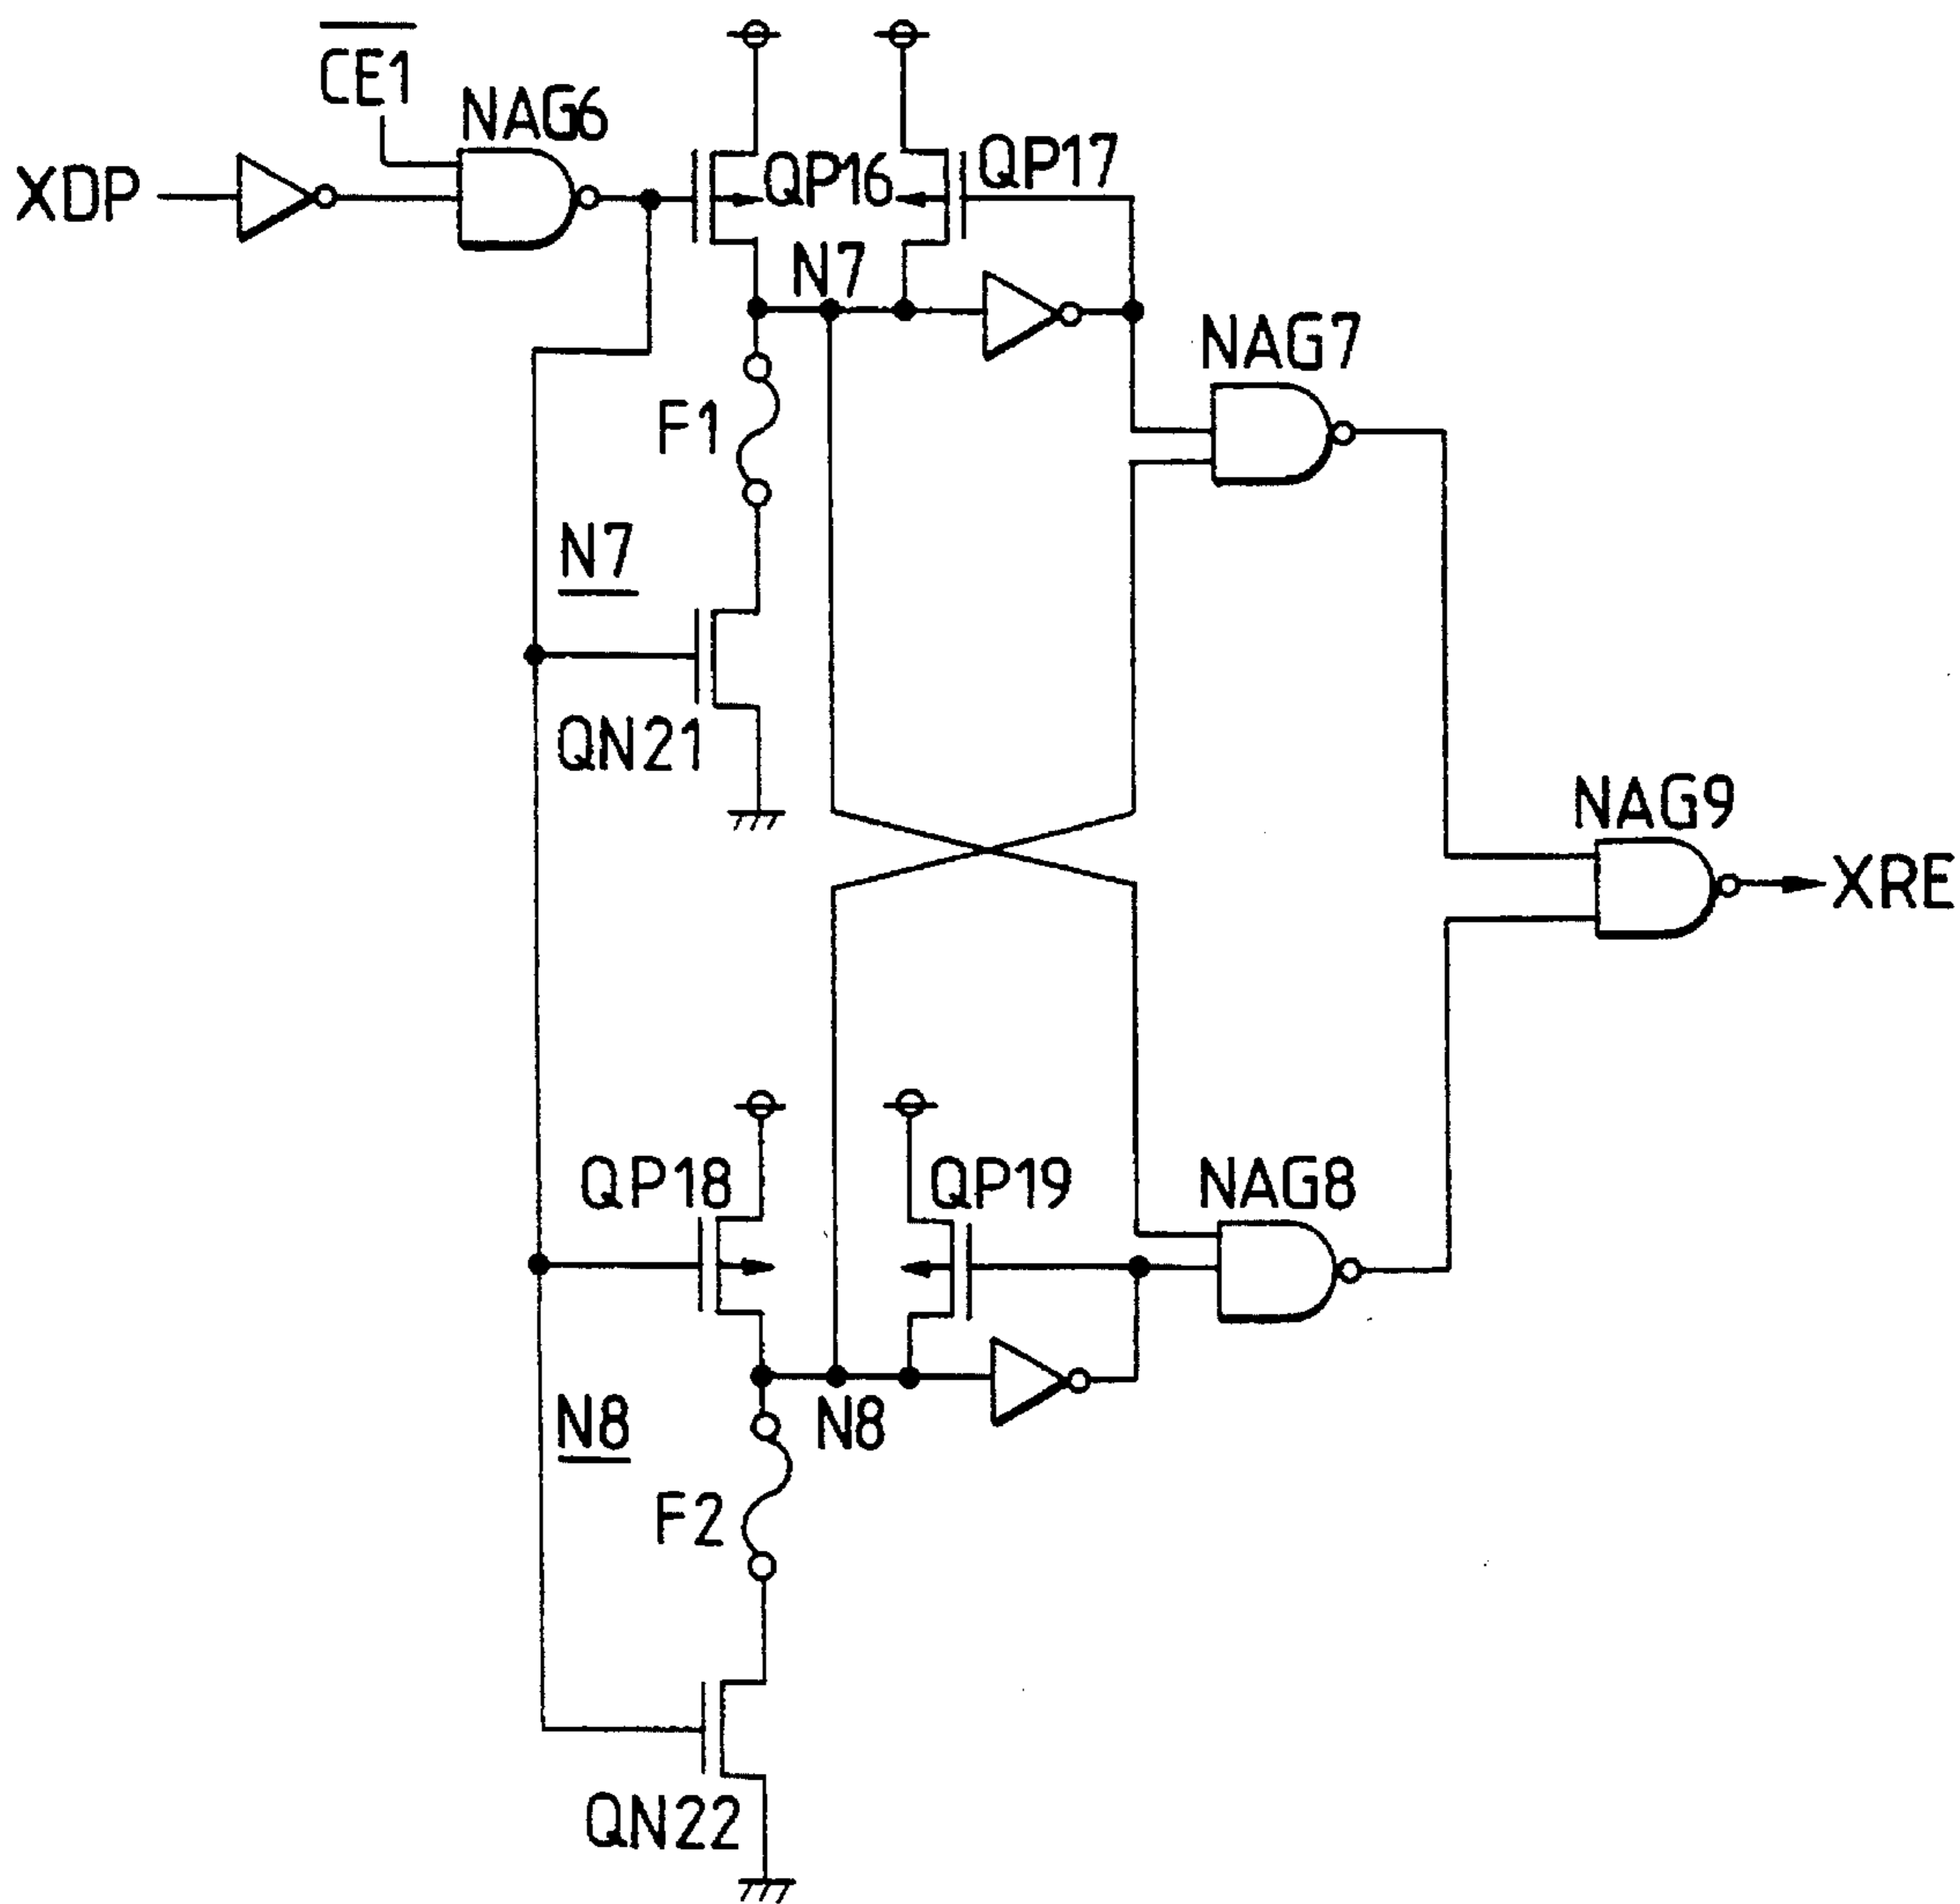 CE1
NAG6
XDP
QP16
QP17
N7
NAG7
F1
N7
QN21
NAG9
XRE
QP18
QP19
NAG8
N8
N8
F2
QN22